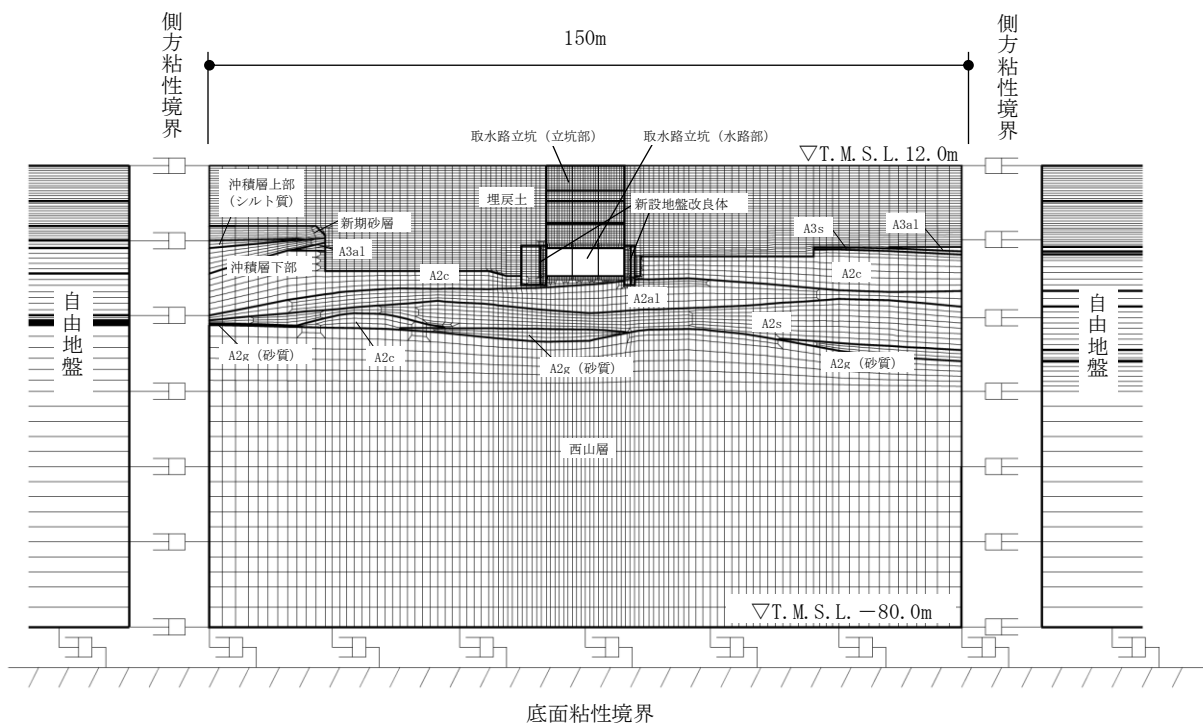 側方粘性境界
150m
側方粘性境界
取水路立坑（立坑部）
取水路立坑（水路部）
▽T.M.S.L.12.0m
沖積層上部
（シルト質）
埋戻土
新設地盤改良体
新期砂層
A3s
A3al
A3al
沖積層下部
A2c
A2c
A2al
自由地盤
自由地盤
A2s
A2g（砂質）
A2c
A2g（砂質）
A2g（砂質）
西山層
▽T.M.S.L.－80.0m
底面粘性境界